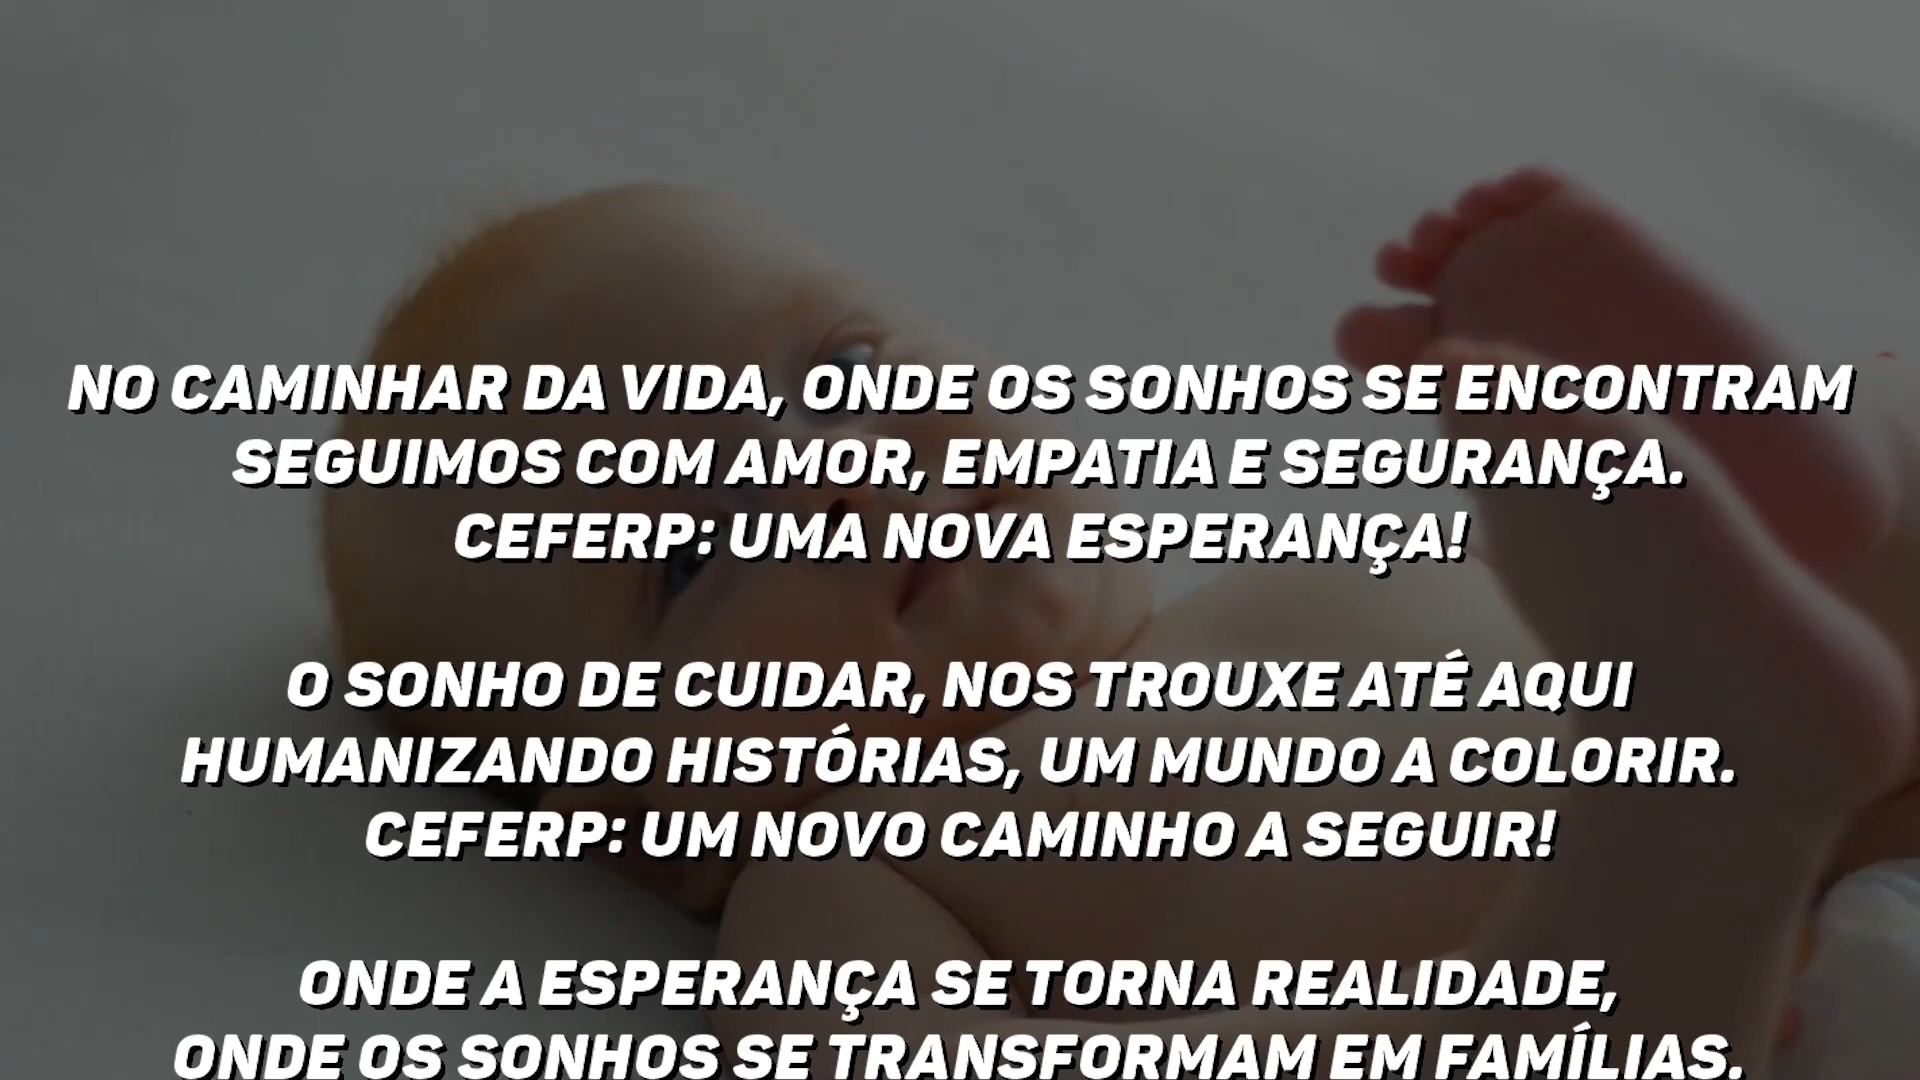 NO CAMINHAR DA VIDA, ONDE OS SONHOS SE ENCONTRAM
SEGUIMOS COM AMOR, EMPATIA E SEGURANÇA.
CEFERP: UMA NOVA ESPERANÇA!
O SONHO DE CUIDAR, NOS TROUXE ATÉ AQUI
HUMANIZANDO HISTÓRIAS, UM MUNDO A COLORIR.
CEFERP: UM NOVO CAMINHO A SEGUIR!
ONDE A ESPERANÇA SE TORNA REALIDADE,
ONDE OS SONHOS SE TRANSFORMAM EM FAMÍLIAS.